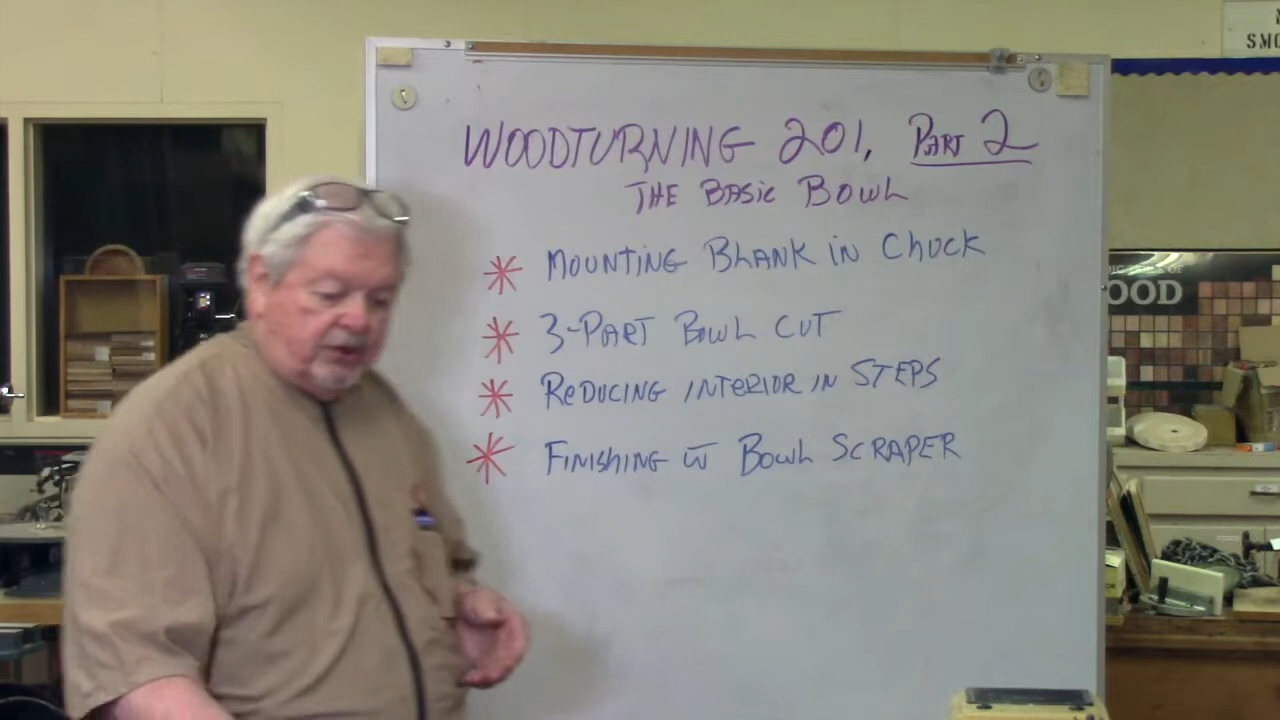 WOODTURNING 201, PART 2
THE BASIC BOWL
* MOUNTING BLANK IN CHUCK
* 3-PART BOWL CUT
* REDUCING INTERIOR IN STEPS
* FINISHING w̅ BOWL SCRAPER
SMO
OOD